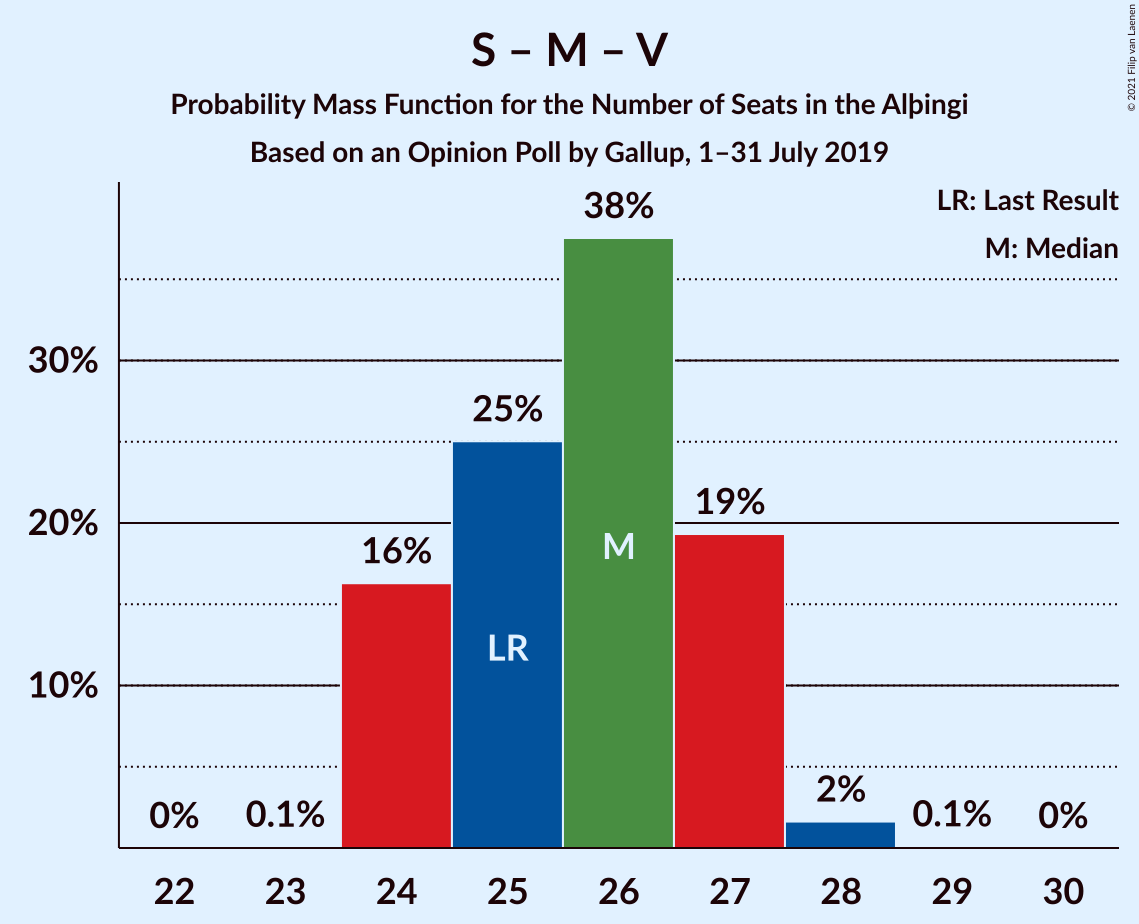 S – M – V
Probability Mass Function for the Number of Seats in the Alþingi
Based on an Opinion Poll by Gallup, 1–31 July 2019
© 2021 Filip van Laenen
LR: Last Result
M: Median
38%
30%
25%
20%
19%
16%
M
LR
10%
0%
0.1%
2%
0.1%
0%
22 23 24 25 26 27 28 29 30